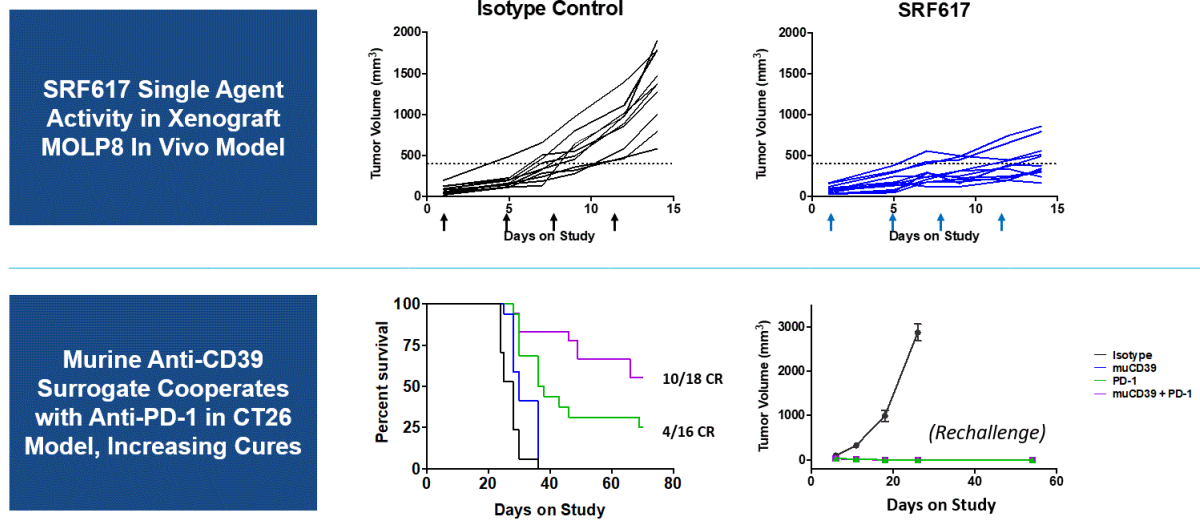 SRF617 Single Agent
Activity in Xenograft
MOLP8 In Vivo Model
Isotype Control
Tumor Volume (mm3)
2000
1500
1000
500
0
0 5 10 15
Days on Study
SRF617
Tumor Volume (mm3)
2000
1500
1000
500
0
0 5 10 15
Days on Study
Murine Anti-CD39
Surrogate Cooperates
with Anti-PD-1 in CT26
Model, Increasing Cures
Percent survival
100
75
50
25
0
0 20 40 60 80
Days on Study
10/18 CR
4/16 CR
Tumor Volume (mm3)
3000
2000
1000
0
0 20 40 60
Days on Study
(Rechallenge)
Isotype
muCD39
PD-1
muCD39 + PD-1